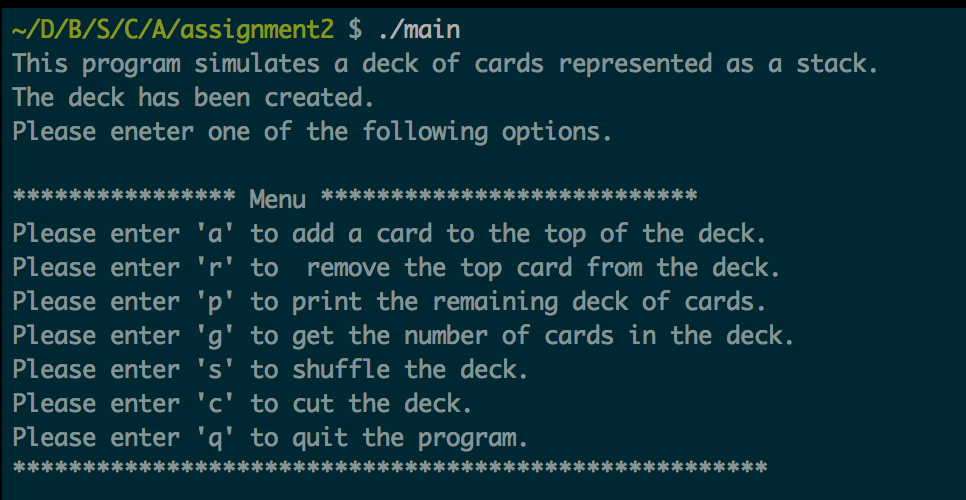 ~/D/B/S/C/A/assignment2 $ ./main
This program simulates a deck of cards represented as a stack.
The deck has been created.
Please eneter one of the following options.
**************** Menu ***************************
Please enter 'a' to add a card to the top of the deck.
Please enter 'r' to  remove the top card from the deck.
Please enter 'p' to print the remaining deck of cards.
Please enter 'g' to get the number of cards in the deck.
Please enter 's' to shuffle the deck.
Please enter 'c' to cut the deck.
Please enter 'q' to quit the program.
******************************************************